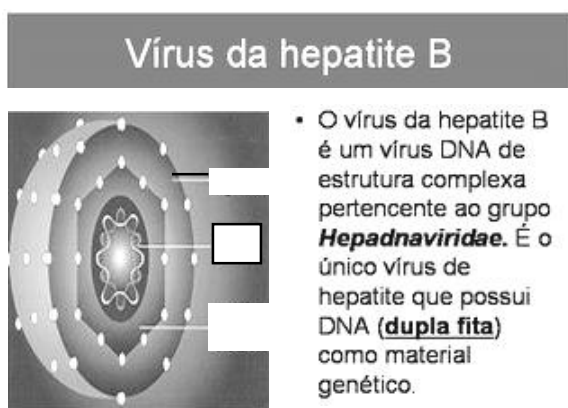 Vírus da hepatite B
• O vírus da hepatite B
é um vírus DNA de
estrutura complexa
pertencente ao grupo
Hepadnaviridae. É o
único vírus de
hepatite que possui
DNA (dupla fita)
como material
genético.